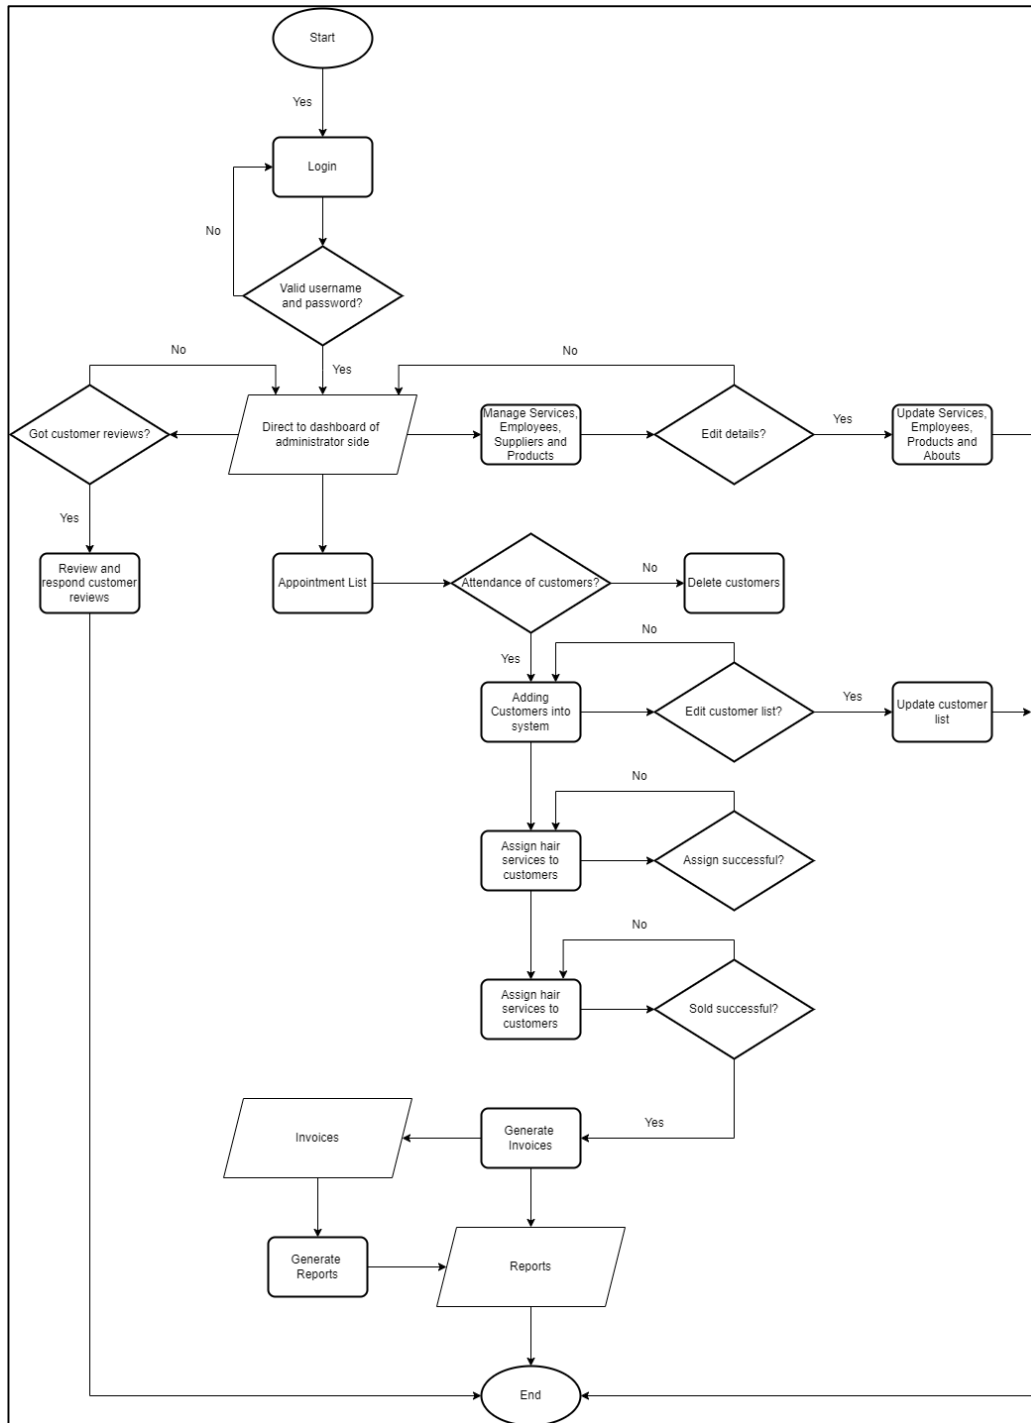 Start
Yes
Login
No
Valid username
and password?
No
Yes
No
Got customer reviews?
Direct to dashboard of
administrator side
Manage Services,
Employees,
Suppliers and
Products
Edit details?
Yes
Update Services,
Employees,
Products and
Abouts
Yes
Review and
respond customer
reviews
Appointment List
Attendance of customers?
No
Delete customers
Yes
No
Adding
Customers into
system
Edit customer list?
Yes
Update customer
list
No
Assign hair
services to
customers
Assign successful?
No
Assign hair
services to
customers
Sold successful?
Invoices
Generate
Invoices
Yes
Generate
Reports
Reports
End